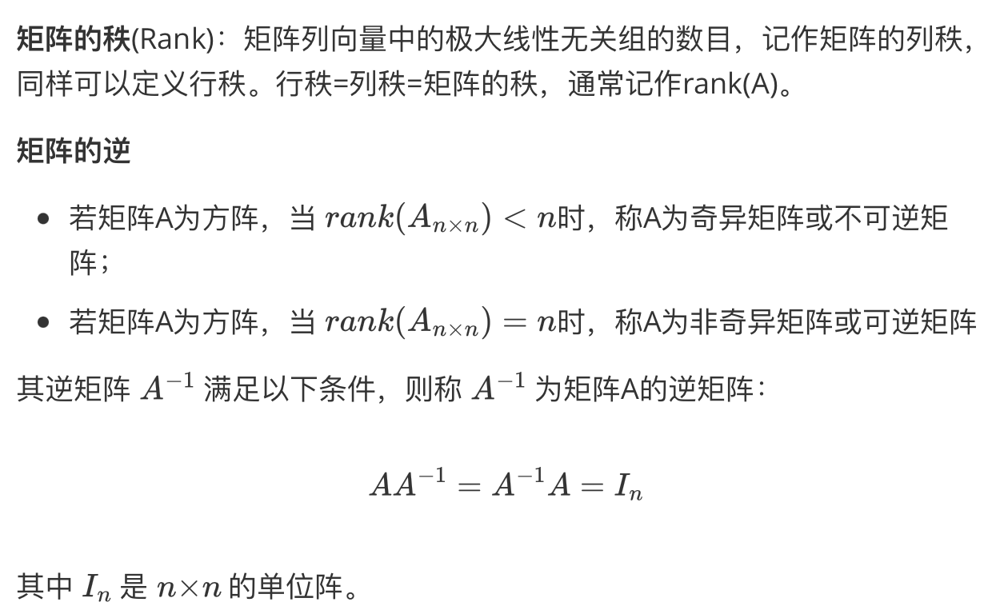 矩阵的秩(Rank)：矩阵列向量中的极大线性无关组的数目，记作矩阵的列秩，
同样可以定义行秩。行秩=列秩=矩阵的秩，通常记作rank(A)。
矩阵的逆
• 若矩阵A为方阵，当 $rank(A_{n×n}) < n$时，称A为奇异矩阵或不可逆矩
阵；
• 若矩阵A为方阵，当 $rank(A_{n×n}) = n$时，称A为非奇异矩阵或可逆矩阵
其逆矩阵 $A^{-1}$ 满足以下条件，则称 $A^{-1}$ 为矩阵A的逆矩阵：
$AA^{-1} = A^{-1}A = I_n$
其中 $I_n$ 是 $n×n$ 的单位阵。